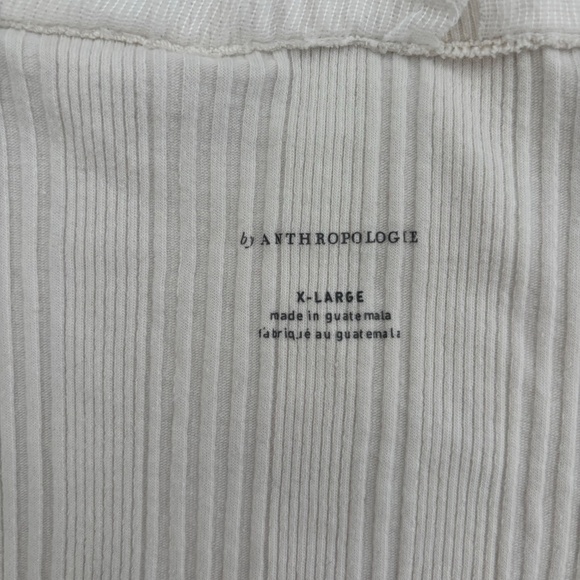 by ANTHROPOLOGIE
X-LARGE
made in guatemala
fabriqué au guatemala